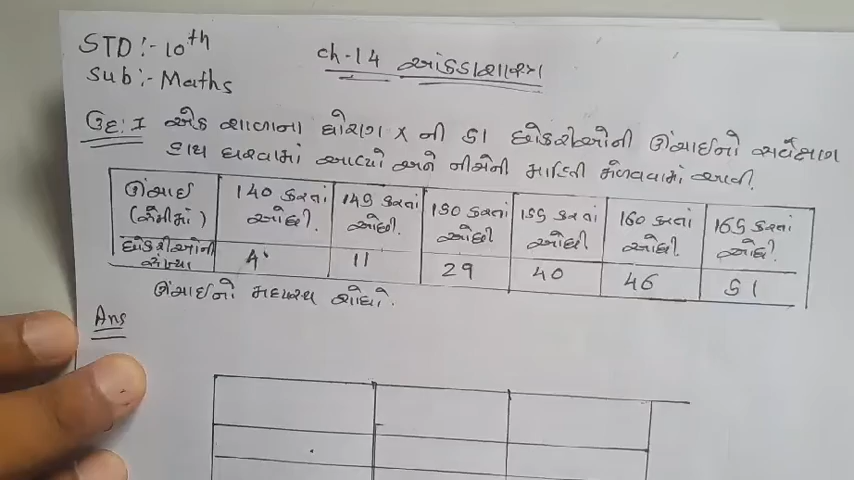 STD:- 10th
Sub:- Maths
ch-14 આંકડાશાસ્ત્ર
ઉદા:1 એક શાળાના ધોરણ X ની 51 છોકરીઓની ઊંચાઈનો સર્વેક્ષણ
હાથ ધરવામાં આવ્યો અને નીચેની માહિતી મેળવવામાં આવી.
ઊંચાઈ (સેમીમાં) 140 કરતાં ઓછી. 145 કરતાં ઓછી. 150 કરતાં ઓછી 155 કરતાં ઓછી 160 કરતાં ઓછી. 165 કરતાં ઓછી.
છોકરીઓની સંખ્યા 4 11 29 40 46 51
ઊંચાઈનો મધ્યસ્થ શોધો.
Ans